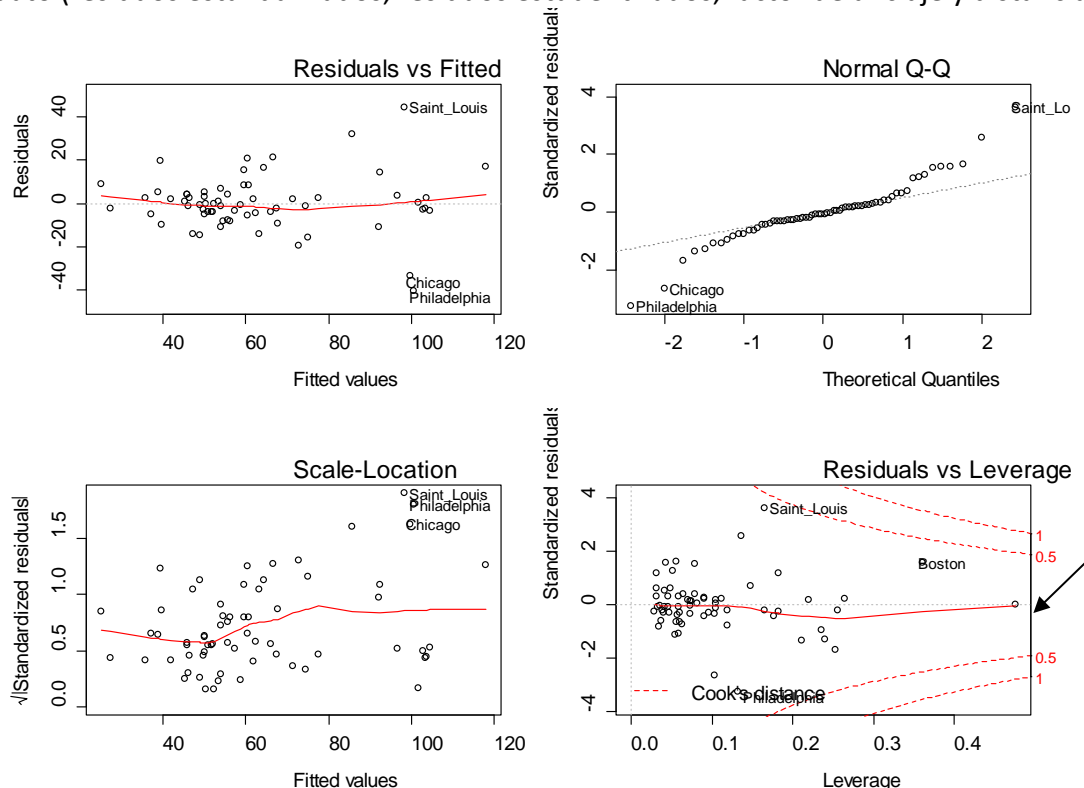 Residuals vs Fitted
Residuals
40
20
0
-20
-40
Saint_Louis
Chicago
Philadelphia
40 60 80 100 120
Fitted values
Normal Q-Q
Standardized residuals
4
2
0
-2
Saint_Lo
Chicago
Philadelphia
-2 -1 0 1 2
Theoretical Quantiles
Scale-Location
√|Standardized residuals|
1.5
1.0
0.5
0.0
Saint_Louis
Philadelphia
Chicago
40 60 80 100 120
Fitted values
Residuals vs Leverage
Standardized residuals
4
2
0
-2
-4
Saint_Louis
Boston
Philadelphia
Cook's distance
1
0.5
0.5
1
0.0 0.1 0.2 0.3 0.4
Leverage